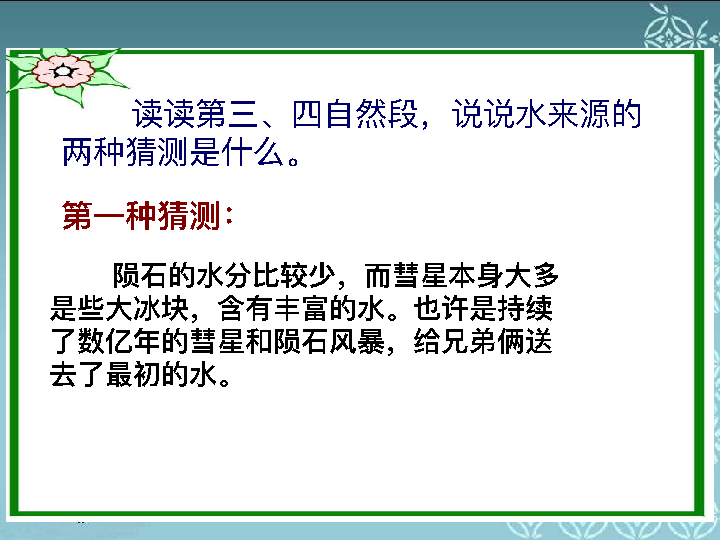 读读第三、四自然段，说说水来源的
两种猜测是什么。
第一种猜测：
陨石的水分比较少，而彗星本身大多
是些大冰块，含有丰富的水。也许是持续
了数亿年的彗星和陨石风暴，给兄弟俩送
去了最初的水。